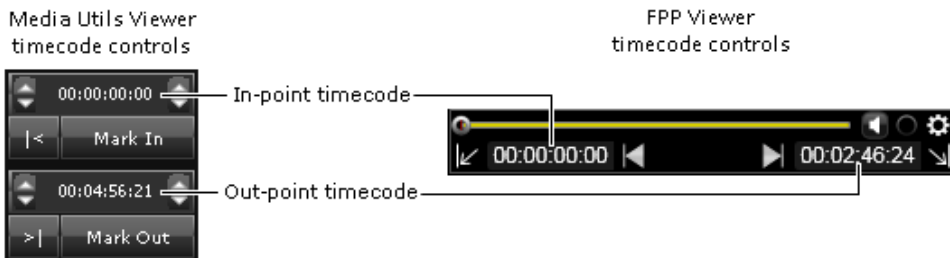 Media Utils Viewer
timecode controls
00:00:00:00
|< Mark In
00:04:56:21
>| Mark Out
In-point timecode
Out-point timecode
FPP Viewer
timecode controls
00:00:00:00
00:02:46:24